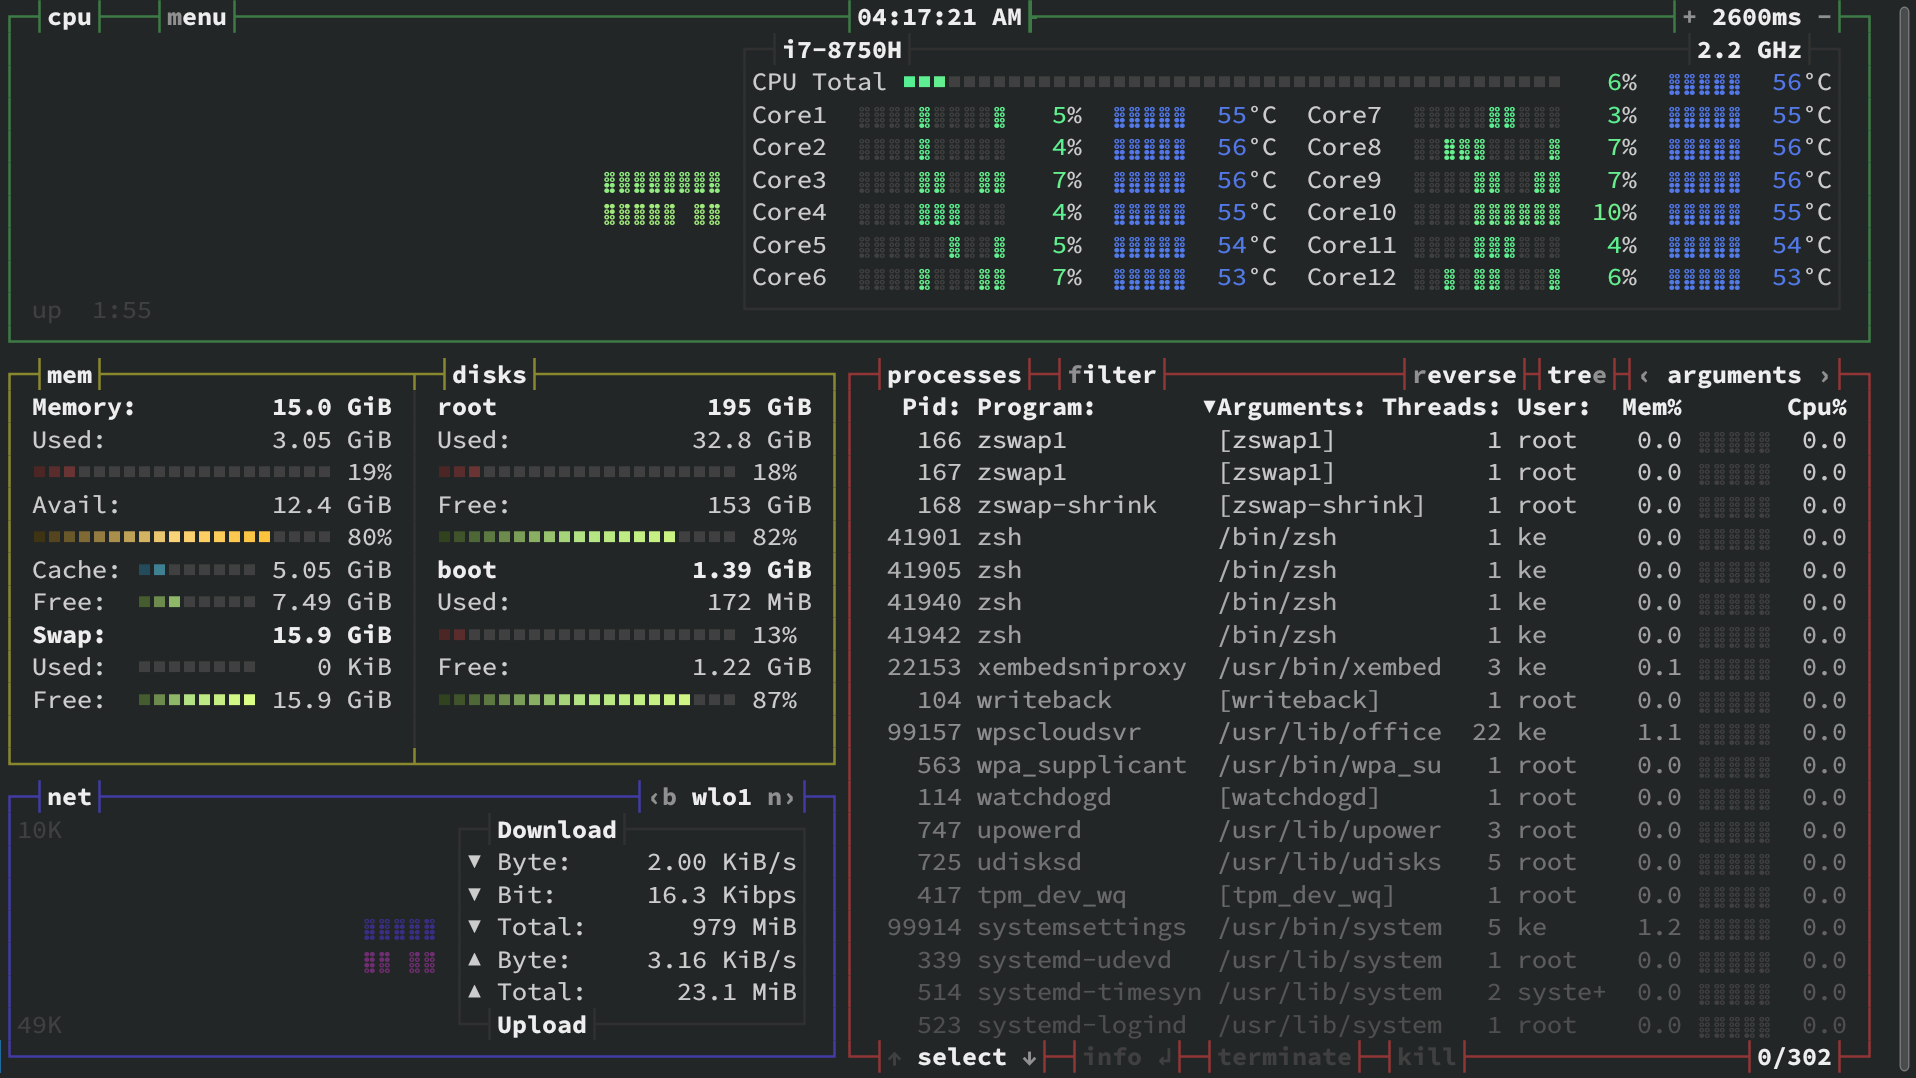 cpu menu 04:17:21 AM + 2600ms -
i7-8750H 2.2 GHz
CPU Total 6% 56°C
Core1 5% 55°C Core7 3% 55°C
Core2 4% 56°C Core8 7% 56°C
Core3 7% 56°C Core9 7% 56°C
Core4 4% 55°C Core10 10% 55°C
Core5 5% 54°C Core11 4% 54°C
Core6 7% 53°C Core12 6% 53°C
up 1:55
mem
Memory: 15.0 GiB
Used: 3.05 GiB
19%
Avail: 12.4 GiB
80%
Cache: 5.05 GiB
Free: 7.49 GiB
Swap: 15.9 GiB
Used: 0 KiB
Free: 15.9 GiB
disks
root 195 GiB
Used: 32.8 GiB
18%
Free: 153 GiB
82%
boot 1.39 GiB
Used: 172 MiB
13%
Free: 1.22 GiB
87%
net ‹b wlo1 n›
10K
Download
▼ Byte: 2.00 KiB/s
▼ Bit: 16.3 Kibps
▼ Total: 979 MiB
▲ Byte: 3.16 KiB/s
▲ Total: 23.1 MiB
49K
Upload
processes filter reverse tree ‹ arguments ›
Pid: Program: ▼Arguments: Threads: User: Mem% Cpu%
166 zswap1 [zswap1] 1 root 0.0 0.0
167 zswap1 [zswap1] 1 root 0.0 0.0
168 zswap-shrink [zswap-shrink] 1 root 0.0 0.0
41901 zsh /bin/zsh 1 ke 0.0 0.0
41905 zsh /bin/zsh 1 ke 0.0 0.0
41940 zsh /bin/zsh 1 ke 0.0 0.0
41942 zsh /bin/zsh 1 ke 0.0 0.0
22153 xembedsniproxy /usr/bin/xembed 3 ke 0.1 0.0
104 writeback [writeback] 1 root 0.0 0.0
99157 wpscloudsvr /usr/lib/office 22 ke 1.1 0.0
563 wpa_supplicant /usr/bin/wpa_su 1 root 0.0 0.0
114 watchdogd [watchdogd] 1 root 0.0 0.0
747 upowerd /usr/lib/upower 3 root 0.0 0.0
725 udisksd /usr/lib/udisks 5 root 0.0 0.0
417 tpm_dev_wq [tpm_dev_wq] 1 root 0.0 0.0
99914 systemsettings /usr/bin/system 5 ke 1.2 0.0
339 systemd-udevd /usr/lib/system 1 root 0.0 0.0
514 systemd-timesyn /usr/lib/system 2 syste+ 0.0 0.0
523 systemd-logind /usr/lib/system 1 root 0.0 0.0
↑ select ↓ info ↲ terminate kill 0/302